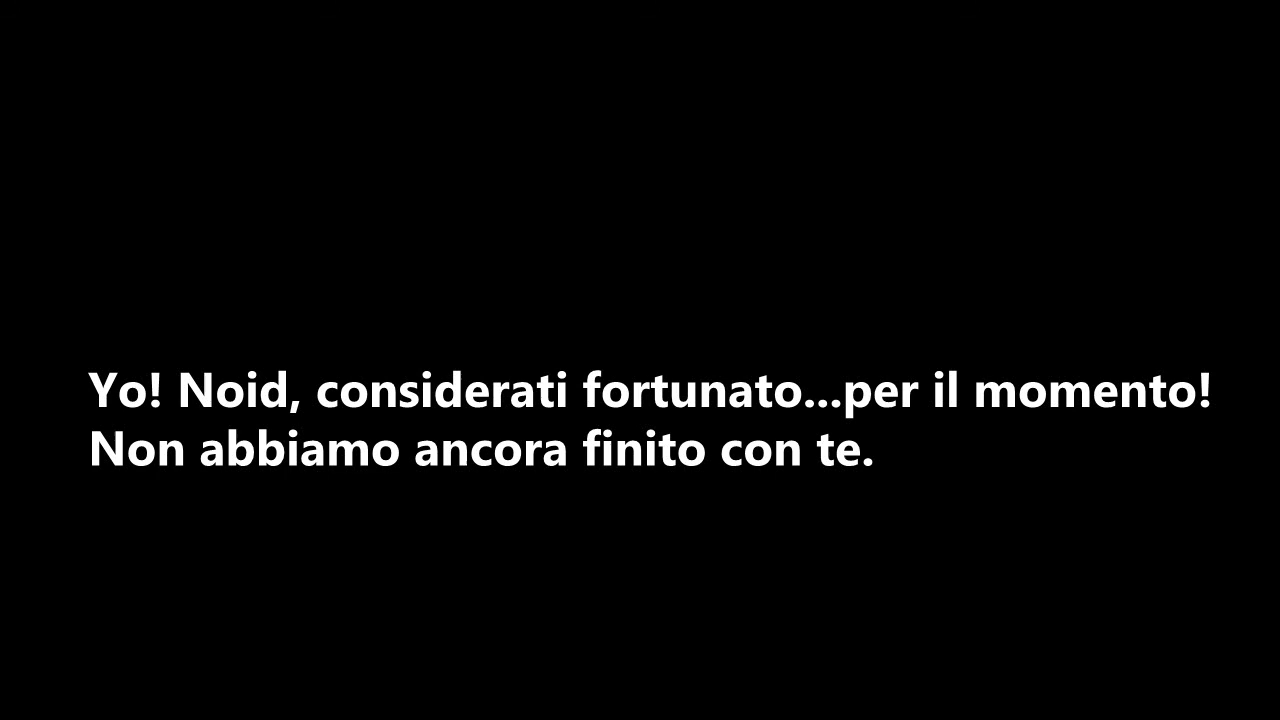 Yo! Noid, considerati fortunato...per il momento!
Non abbiamo ancora finito con te.